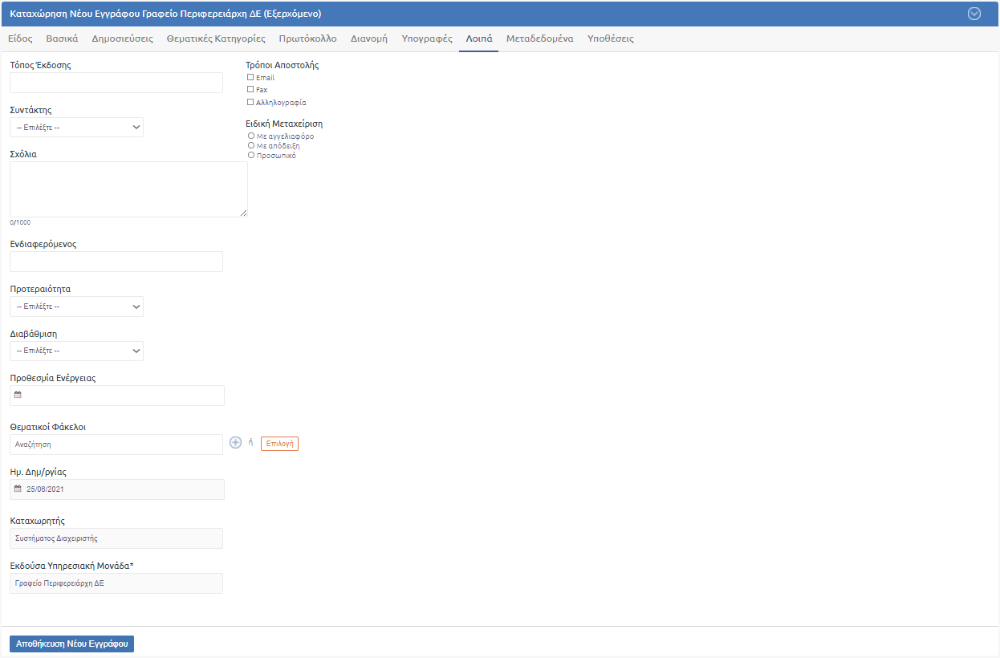 Καταχώρηση Νέου Εγγράφου Γραφείο Περιφερειάρχη ΔΕ (Εξερχόμενο)
Είδος Βασικά Δημοσιεύσεις Θεματικές Κατηγορίες Πρωτόκολλο Διανομή Υπογραφές Λοιπά Μεταδεδομένα Υποθέσεις
Τόπος Έκδοσης
Συντάκτης
-- Επιλέξτε --
Σχόλια
0/1000
Ενδιαφερόμενος
Προτεραιότητα
-- Επιλέξτε --
Διαβάθμιση
-- Επιλέξτε --
Προθεσμία Ενέργειας
Θεματικοί Φάκελοι
Αναζήτηση ή Επιλογή
Ημ. Δημ/ργίας
25/06/2021
Καταχωρητής
Συστήματος Διαχειριστής
Εκδούσα Υπηρεσιακή Μονάδα*
Γραφείο Περιφερειάρχη ΔΕ
Τρόποι Αποστολής
Email
Fax
Αλληλογραφία
Ειδική Μεταχείριση
Με αγγελιαφόρο
Με απόδειξη
Προσωπικό
Αποθήκευση Νέου Εγγράφου